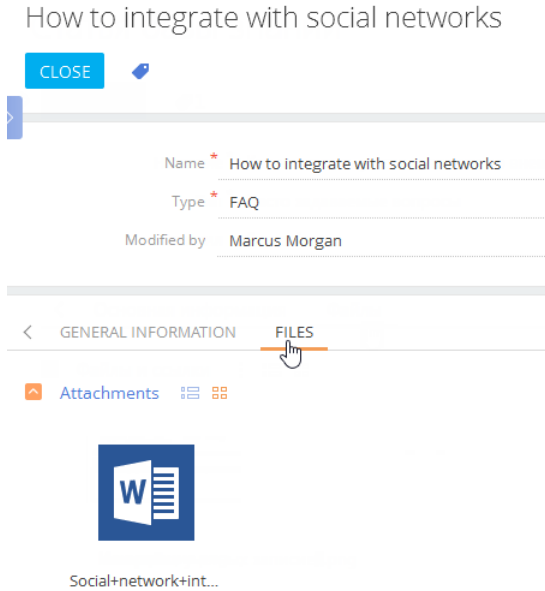 How to integrate with social networks
CLOSE
Name * How to integrate with social networks
Type * FAQ
Modified by Marcus Morgan
GENERAL INFORMATION FILES
Attachments
W
Social+network+int...